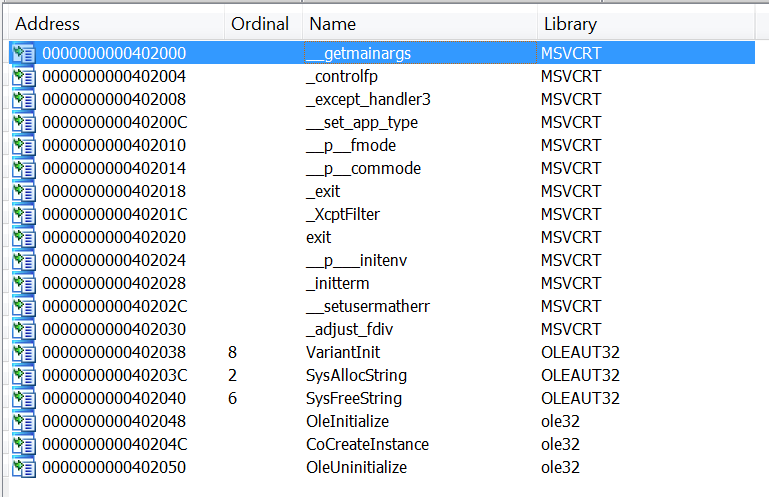 Address Ordinal Name Library
0000000000402000 __getmainargs MSVCRT
0000000000402004 _controlfp MSVCRT
0000000000402008 _except_handler3 MSVCRT
000000000040200C __set_app_type MSVCRT
0000000000402010 __p__fmode MSVCRT
0000000000402014 __p__commode MSVCRT
0000000000402018 _exit MSVCRT
000000000040201C _XcptFilter MSVCRT
0000000000402020 exit MSVCRT
0000000000402024 __p___initenv MSVCRT
0000000000402028 _initterm MSVCRT
000000000040202C __setusermatherr MSVCRT
0000000000402030 _adjust_fdiv MSVCRT
0000000000402038 8 VariantInit OLEAUT32
000000000040203C 2 SysAllocString OLEAUT32
0000000000402040 6 SysFreeString OLEAUT32
0000000000402048 OleInitialize ole32
000000000040204C CoCreateInstance ole32
0000000000402050 OleUninitialize ole32